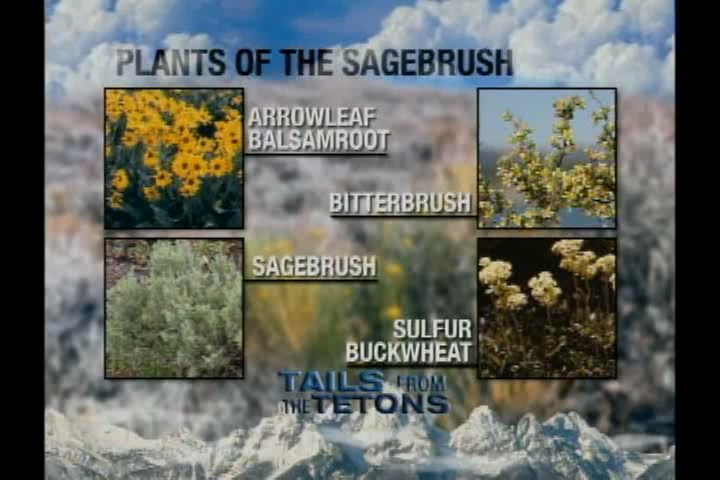 PLANTS OF THE SAGEBRUSH
ARROWLEAF
BALSAMROOT
BITTERBRUSH
SAGEBRUSH
SULFUR
BUCKWHEAT
TAILS FROM
THE TETONS